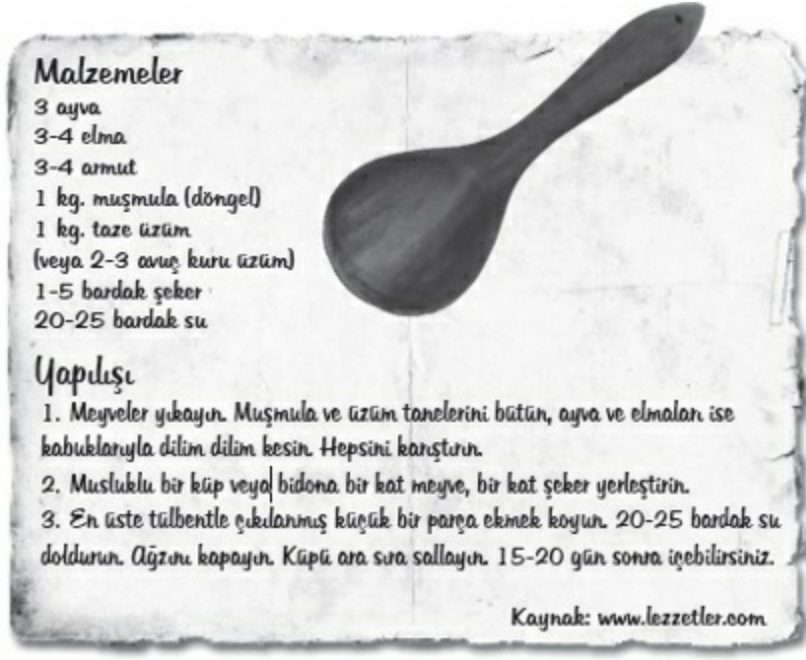 Malzemeler
3 ayva
3-4 elma
3-4 armut
1 kg. muşmula (döngel)
1 kg. taze üzüm
(veya 2-3 avuç kuru üzüm)
1-5 bardak şeker
20-25 bardak su
Yapılışı
1. Meyveler yıkayın. Muşmula ve üzüm tanelerini bütün, ayva ve elmaları ise
kabuklarıyla dilim dilim kesin. Hepsini karıştırın.
2. Musluklu bir küp veya bidona bir kat meyve, bir kat şeker yerleştirin.
3. En üste tülbentle çıkılanmış küçük bir parça ekmek koyun. 20-25 bardak su
doldurun. Ağzını kapayın. Küpü ara sıra sallayın. 15-20 gün sonra içebilirsiniz.
Kaynak: www.lezzetler.com